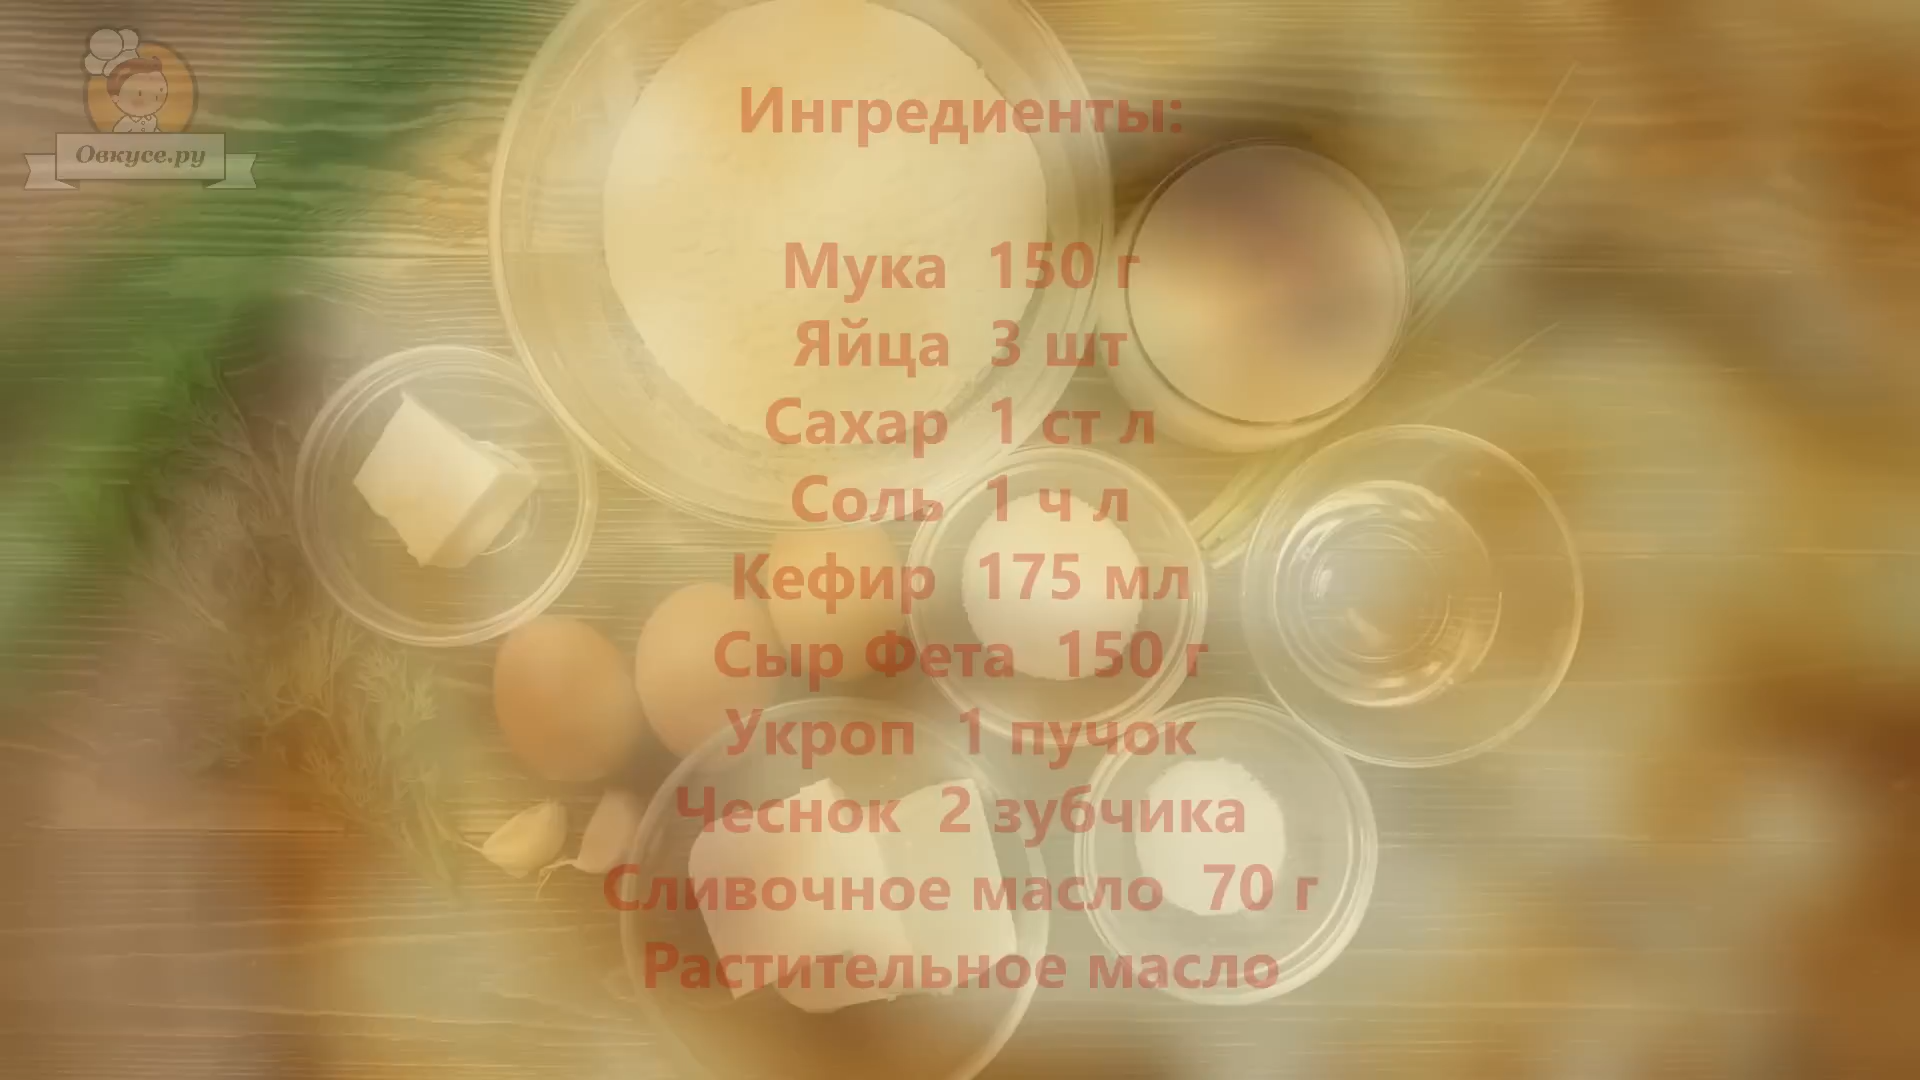 Овкусе.ру
Ингредиенты:
Мука 150 г
Яйца 3 шт
Сахар 1 ст л
Соль 1 ч л
Кефир 175 мл
Сыр Фета 150 г
Укроп 1 пучок
Чеснок 2 зубчика
Сливочное масло 70 г
Растительное масло